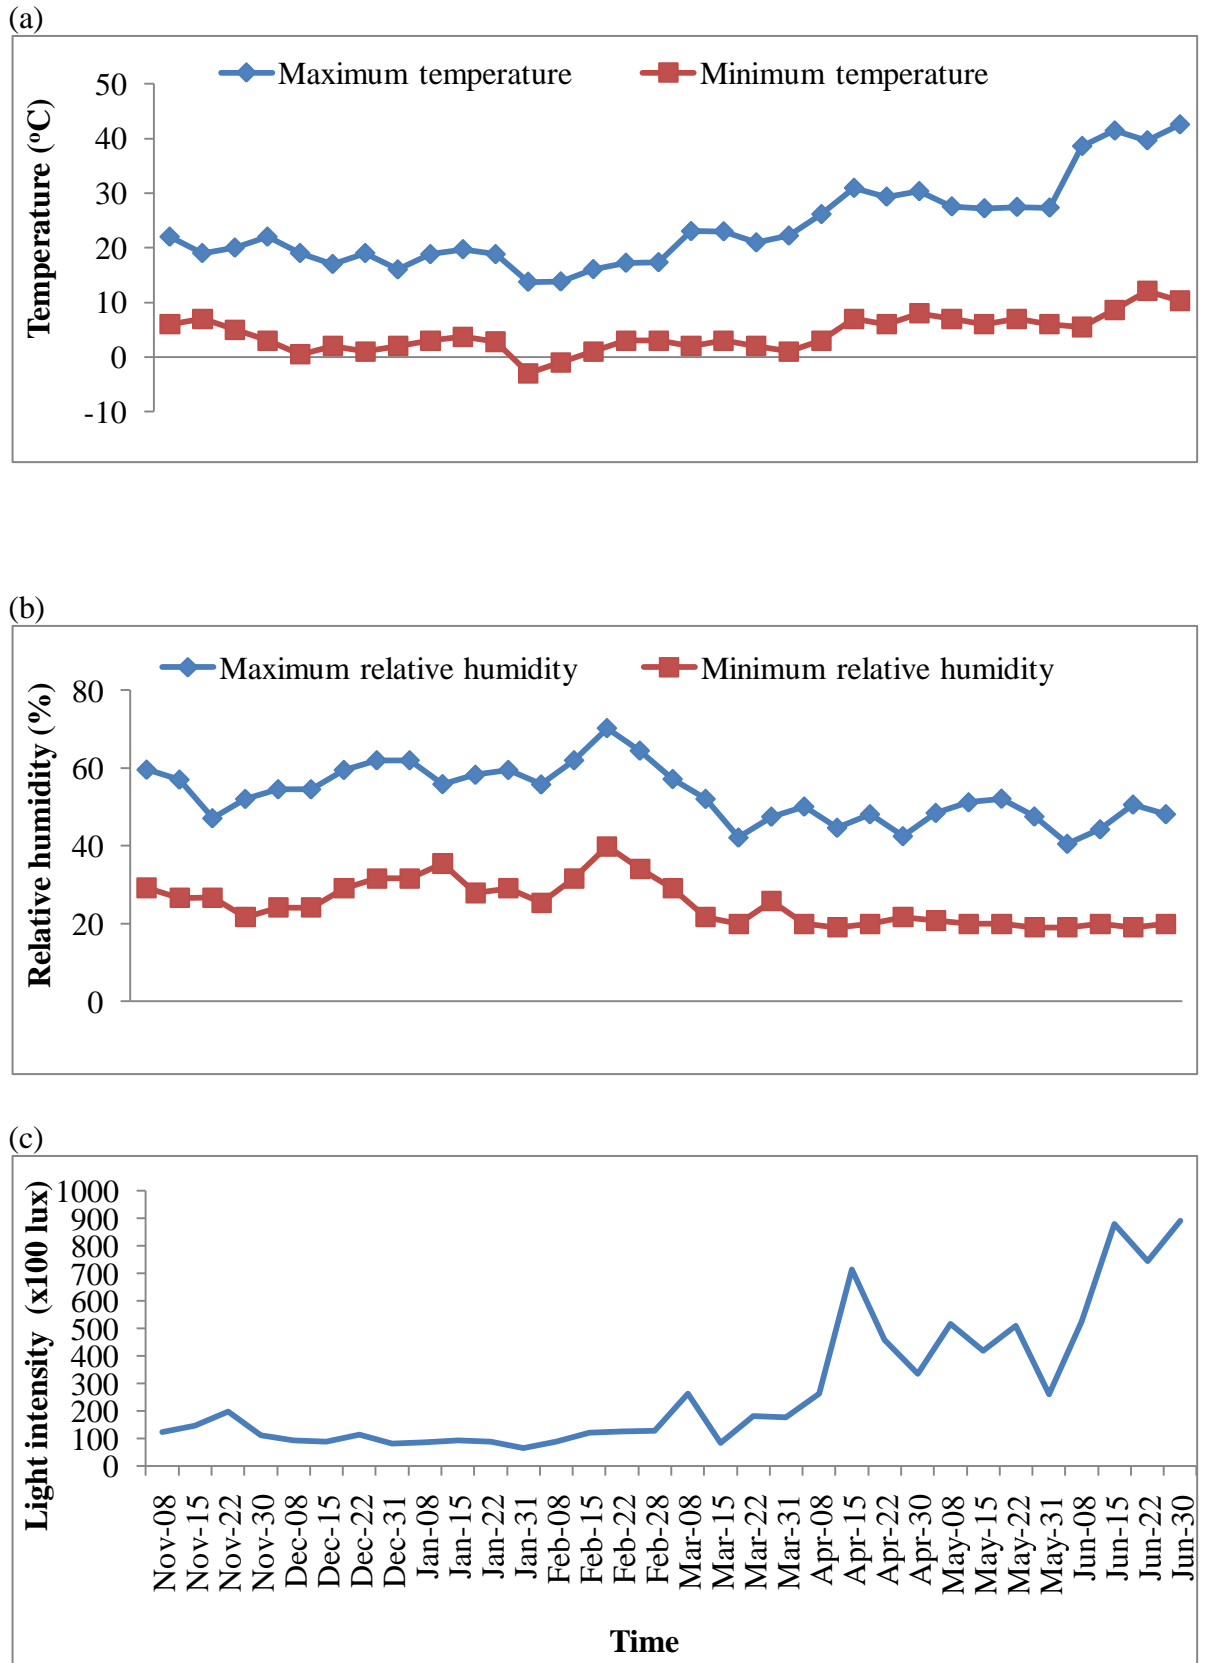 (a)
Maximum temperature Minimum temperature
Temperature (°C)
50
40
30
20
10
0
-10
(b)
Maximum relative humidity Minimum relative humidity
Relative humidity (%)
80
60
40
20
0
(c)
Light intensity (x100 lux)
1000
900
800
700
600
500
400
300
200
100
0
Nov-08
Nov-15
Nov-22
Nov-30
Dec-08
Dec-15
Dec-22
Dec-31
Jan-08
Jan-15
Jan-22
Jan-31
Feb-08
Feb-15
Feb-22
Feb-28
Mar-08
Mar-15
Mar-22
Mar-31
Apr-08
Apr-15
Apr-22
Apr-30
May-08
May-15
May-22
May-31
Jun-08
Jun-15
Jun-22
Jun-30
Time